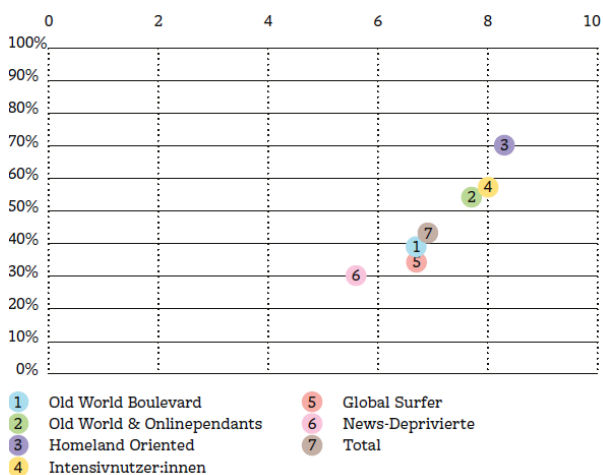 0 2 4 6 8 10
100%
90%
80%
70%
3
60%
4
2
50%
7
40%
1
5
30%
6
20%
10%
0%
1 Old World Boulevard
2 Old World & Onlinependants
3 Homeland Oriented
4 Intensivnutzer:innen
5 Global Surfer
6 News-Deprivierte
7 Total